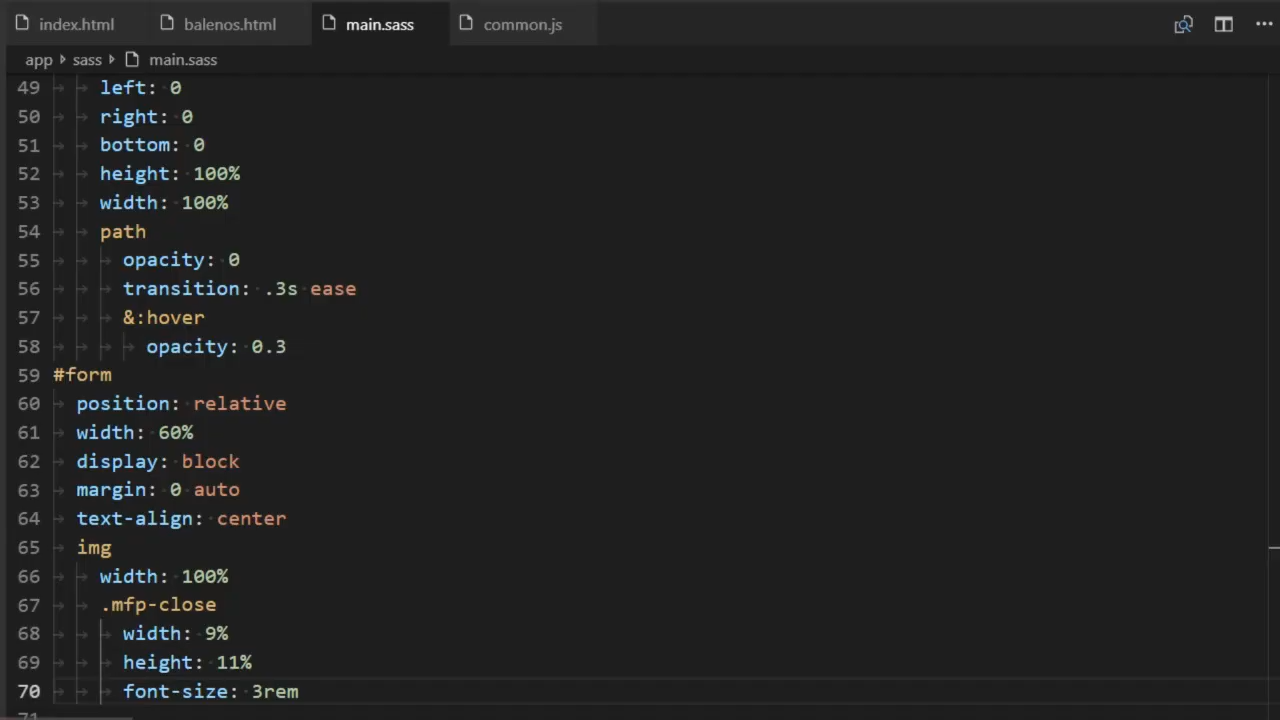 index.html balenos.html main.sass common.js
app sass main.sass
49 left: 0
50 right: 0
51 bottom: 0
52 height: 100%
53 width: 100%
54 path
55 opacity: 0
56 transition: .3s ease
57 &:hover
58 opacity: 0.3
59 #form
60 position: relative
61 width: 60%
62 display: block
63 margin: 0 auto
64 text-align: center
65 img
66 width: 100%
67 .mfp-close
68 width: 9%
69 height: 11%
70 font-size: 3rem
71